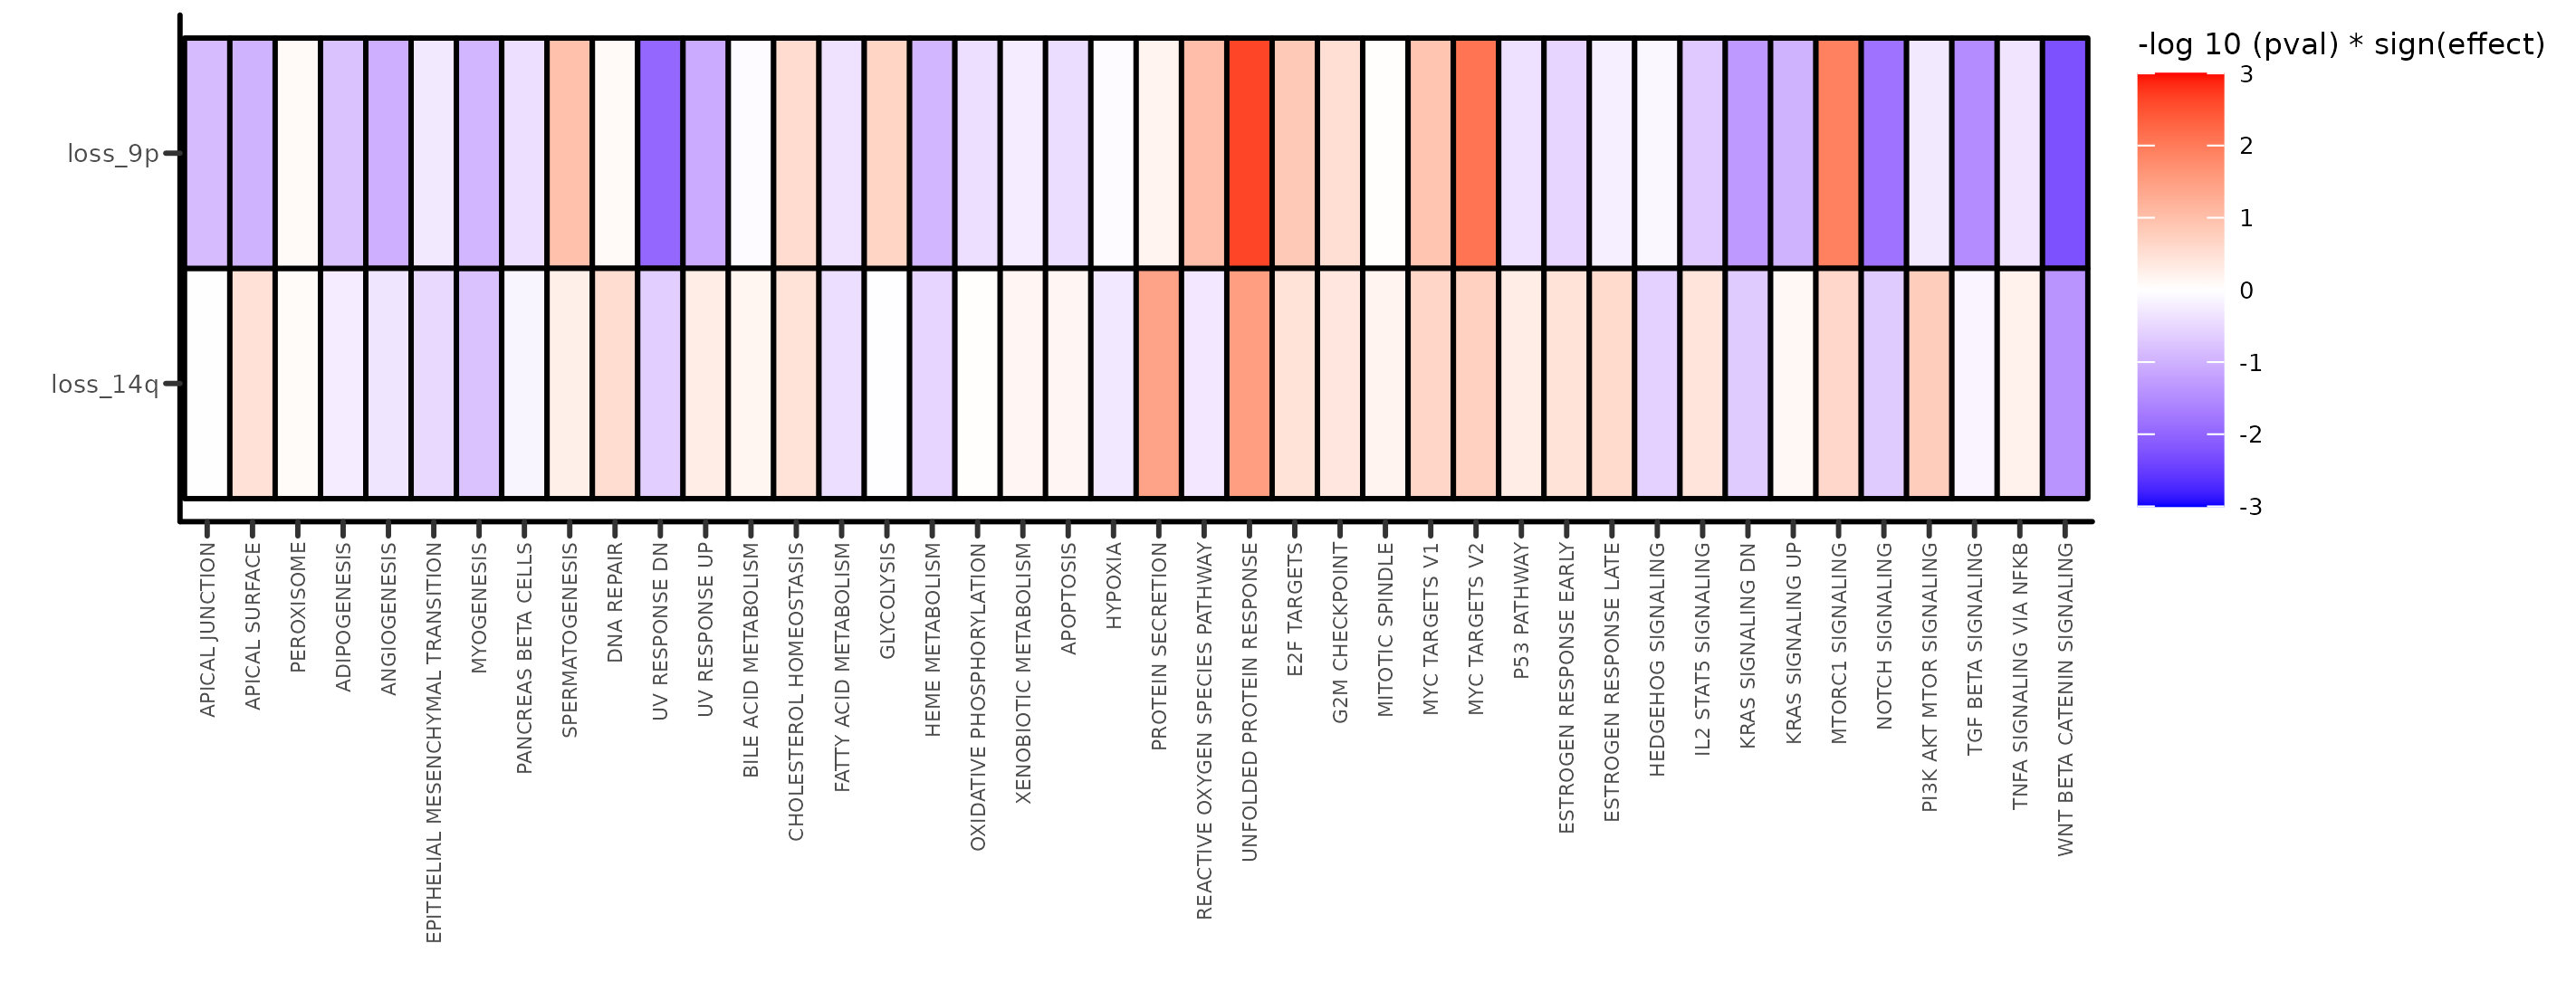 -log 10 (pval) * sign(effect)
3
2
1
0
-1
-2
-3
loss_9p
loss_14q
APICAL JUNCTION
APICAL SURFACE
PEROXISOME
ADIPOGENESIS
ANGIOGENESIS
EPITHELIAL MESENCHYMAL TRANSITION
MYOGENESIS
PANCREAS BETA CELLS
SPERMATOGENESIS
DNA REPAIR
UV RESPONSE DN
UV RESPONSE UP
BILE ACID METABOLISM
CHOLESTEROL HOMEOSTASIS
FATTY ACID METABOLISM
GLYCOLYSIS
HEME METABOLISM
OXIDATIVE PHOSPHORYLATION
XENOBIOTIC METABOLISM
APOPTOSIS
HYPOXIA
PROTEIN SECRETION
REACTIVE OXYGEN SPECIES PATHWAY
UNFOLDED PROTEIN RESPONSE
E2F TARGETS
G2M CHECKPOINT
MITOTIC SPINDLE
MYC TARGETS V1
MYC TARGETS V2
P53 PATHWAY
ESTROGEN RESPONSE EARLY
ESTROGEN RESPONSE LATE
HEDGEHOG SIGNALING
IL2 STAT5 SIGNALING
KRAS SIGNALING DN
KRAS SIGNALING UP
MTORC1 SIGNALING
NOTCH SIGNALING
PI3K AKT MTOR SIGNALING
TGF BETA SIGNALING
TNFA SIGNALING VIA NFKB
WNT BETA CATENIN SIGNALING